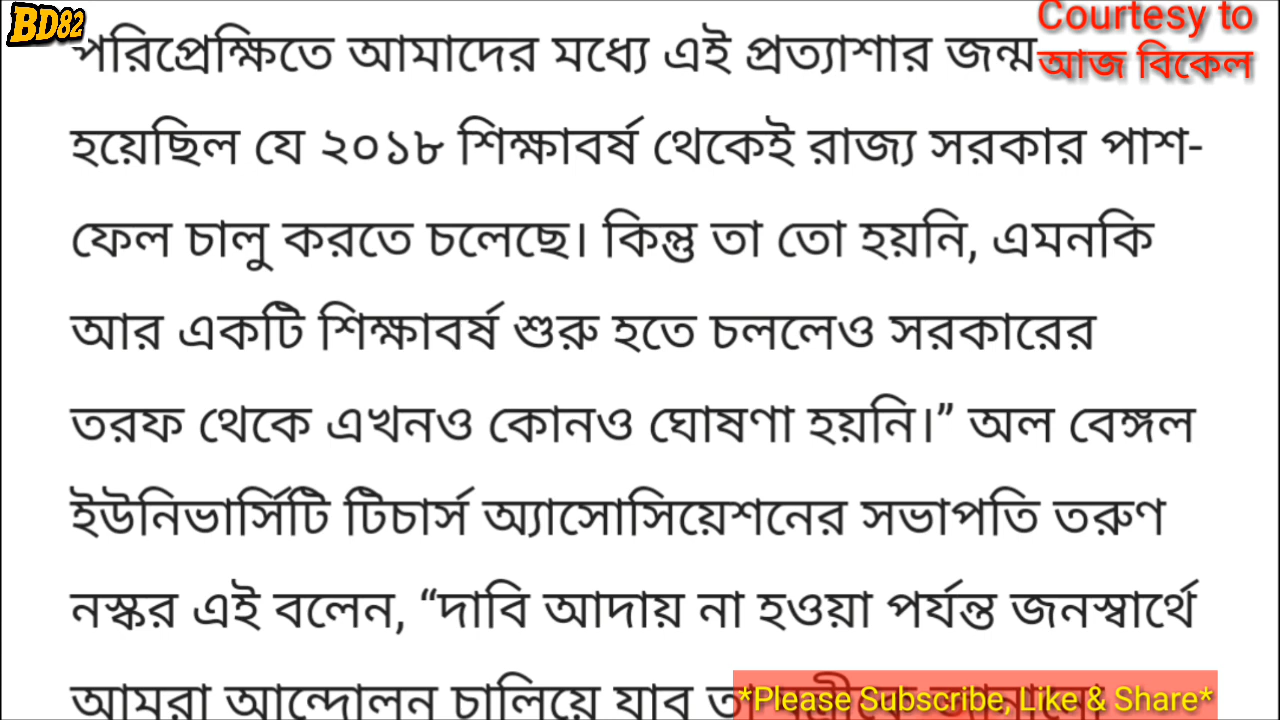 BD82
Courtesy to
আজ বিকেল
পরিপ্রেক্ষিতে আমাদের মধ্যে এই প্রত্যাশার জন্ম
হয়েছিল যে ২০১৮ শিক্ষাবর্ষ থেকেই রাজ্য সরকার পাশ-
ফেল চালু করতে চলেছে। কিন্তু তা তো হয়নি, এমনকি
আর একটি শিক্ষাবর্ষ শুরু হতে চললেও সরকারের
তরফ থেকে এখনও কোনও ঘোষণা হয়নি।” অল বেঙ্গল
ইউনিভার্সিটি টিচার্স অ্যাসোসিয়েশনের সভাপতি তরুণ
নস্কর এই বলেন, “দাবি আদায় না হওয়া পর্যন্ত জনস্বার্থে
আমরা আন্দোলন চালিয়ে যাব
*Please Subscribe, Like & Share*